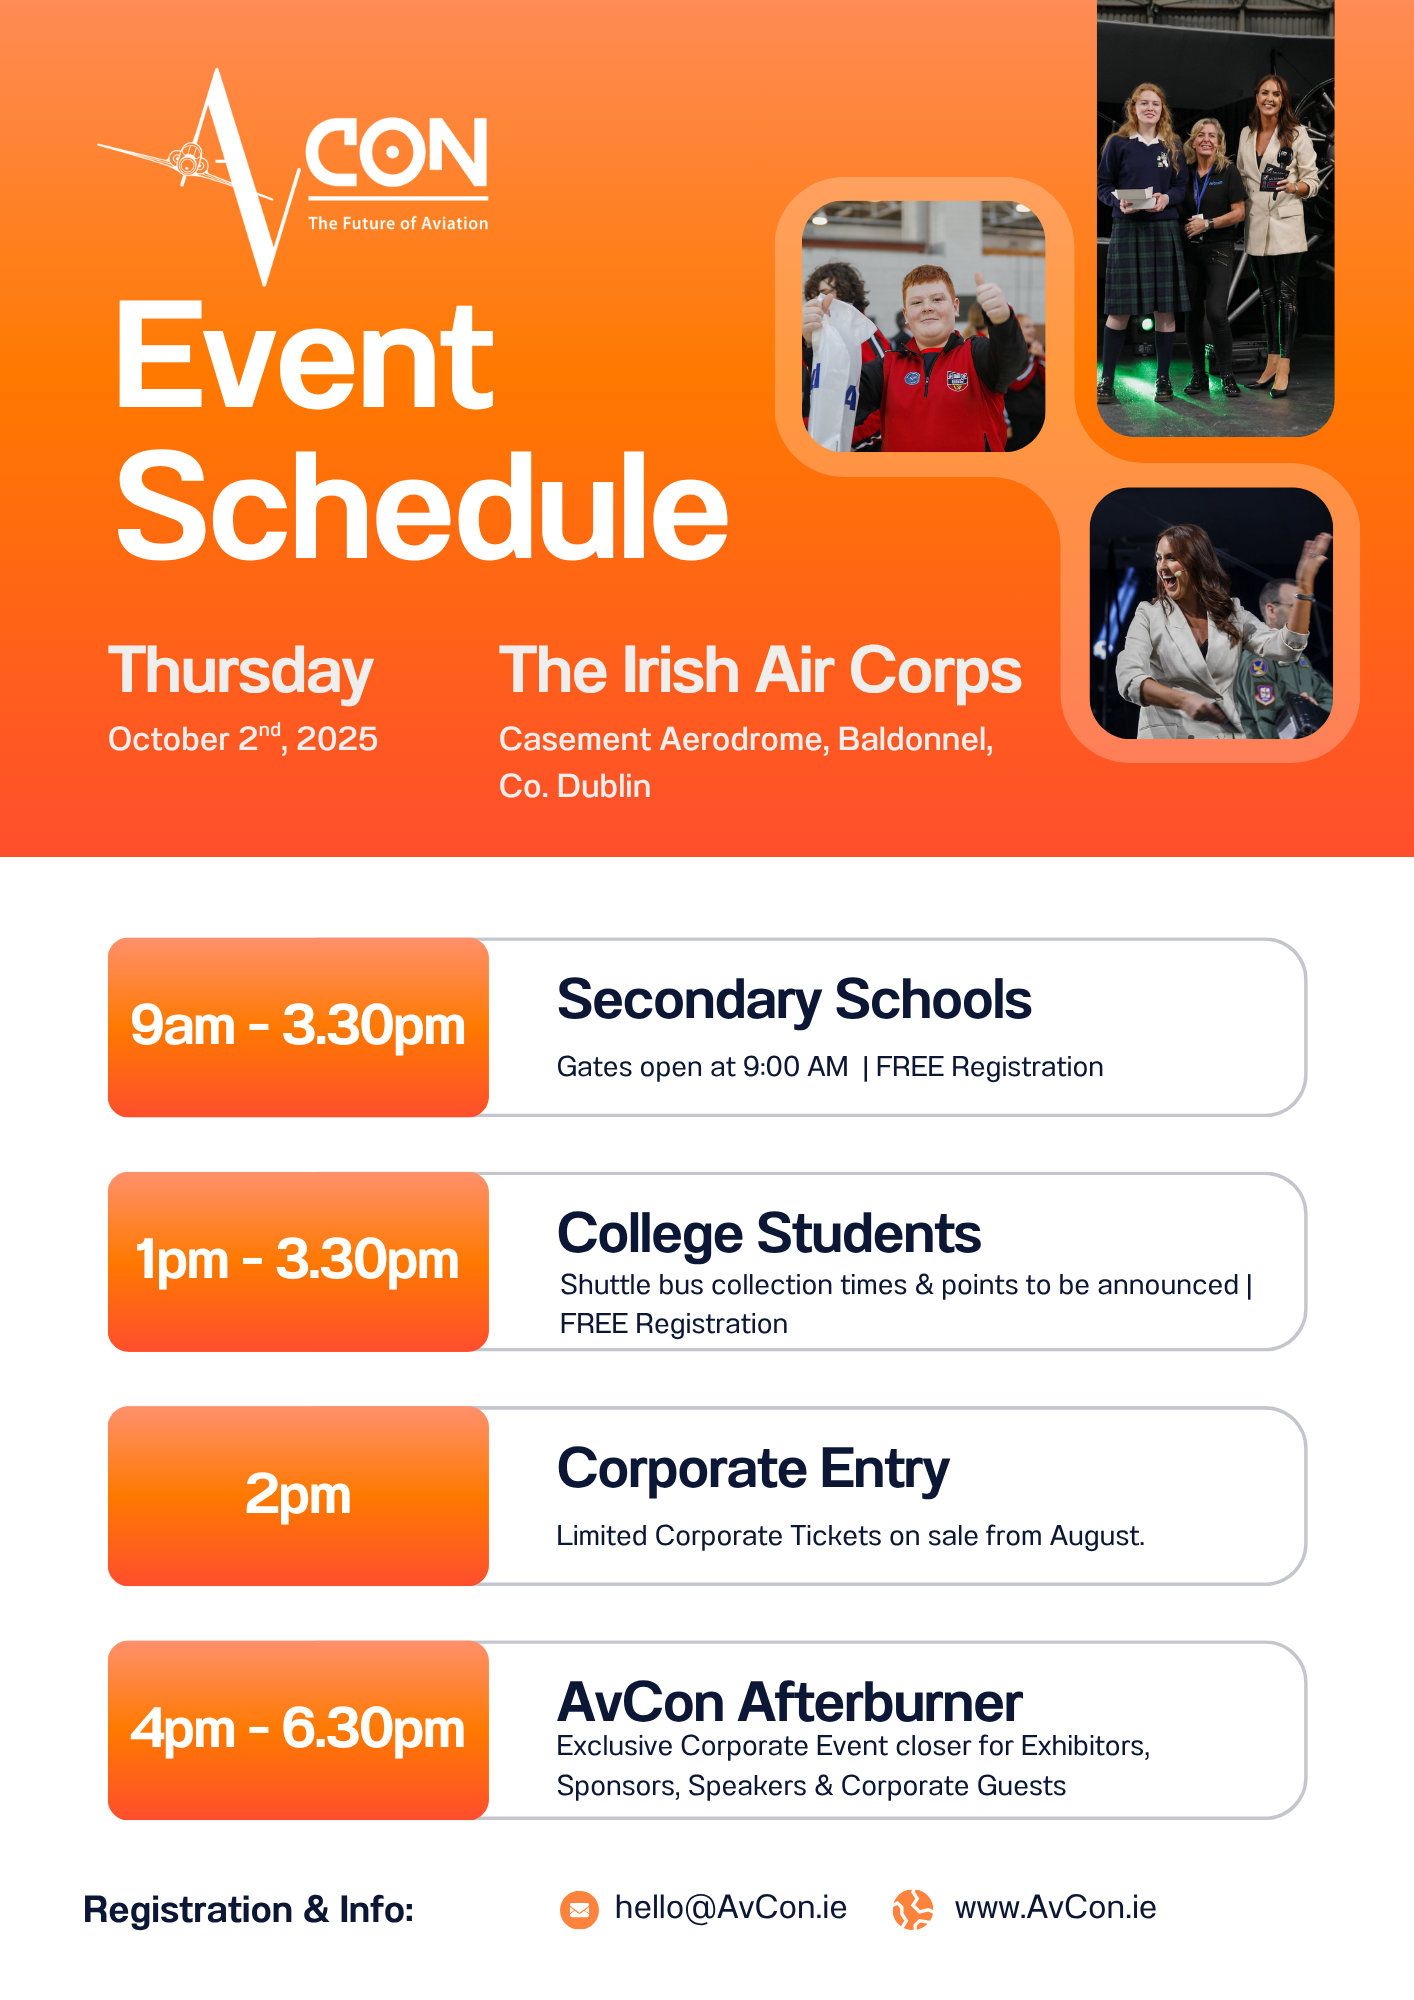 CON
The Future of Aviation
Event
Schedule
Thursday
October 2nd, 2025
The Irish Air Corps
Casement Aerodrome, Baldonnel,
Co. Dublin
9am - 3.30pm
Secondary Schools
Gates open at 9:00 AM | FREE Registration
1pm - 3.30pm
College Students
Shuttle bus collection times & points to be announced |
FREE Registration
2pm
Corporate Entry
Limited Corporate Tickets on sale from August.
4pm - 6.30pm
AvCon Afterburner
Exclusive Corporate Event closer for Exhibitors,
Sponsors, Speakers & Corporate Guests
Registration & Info:
hello@AvCon.ie
www.AvCon.ie